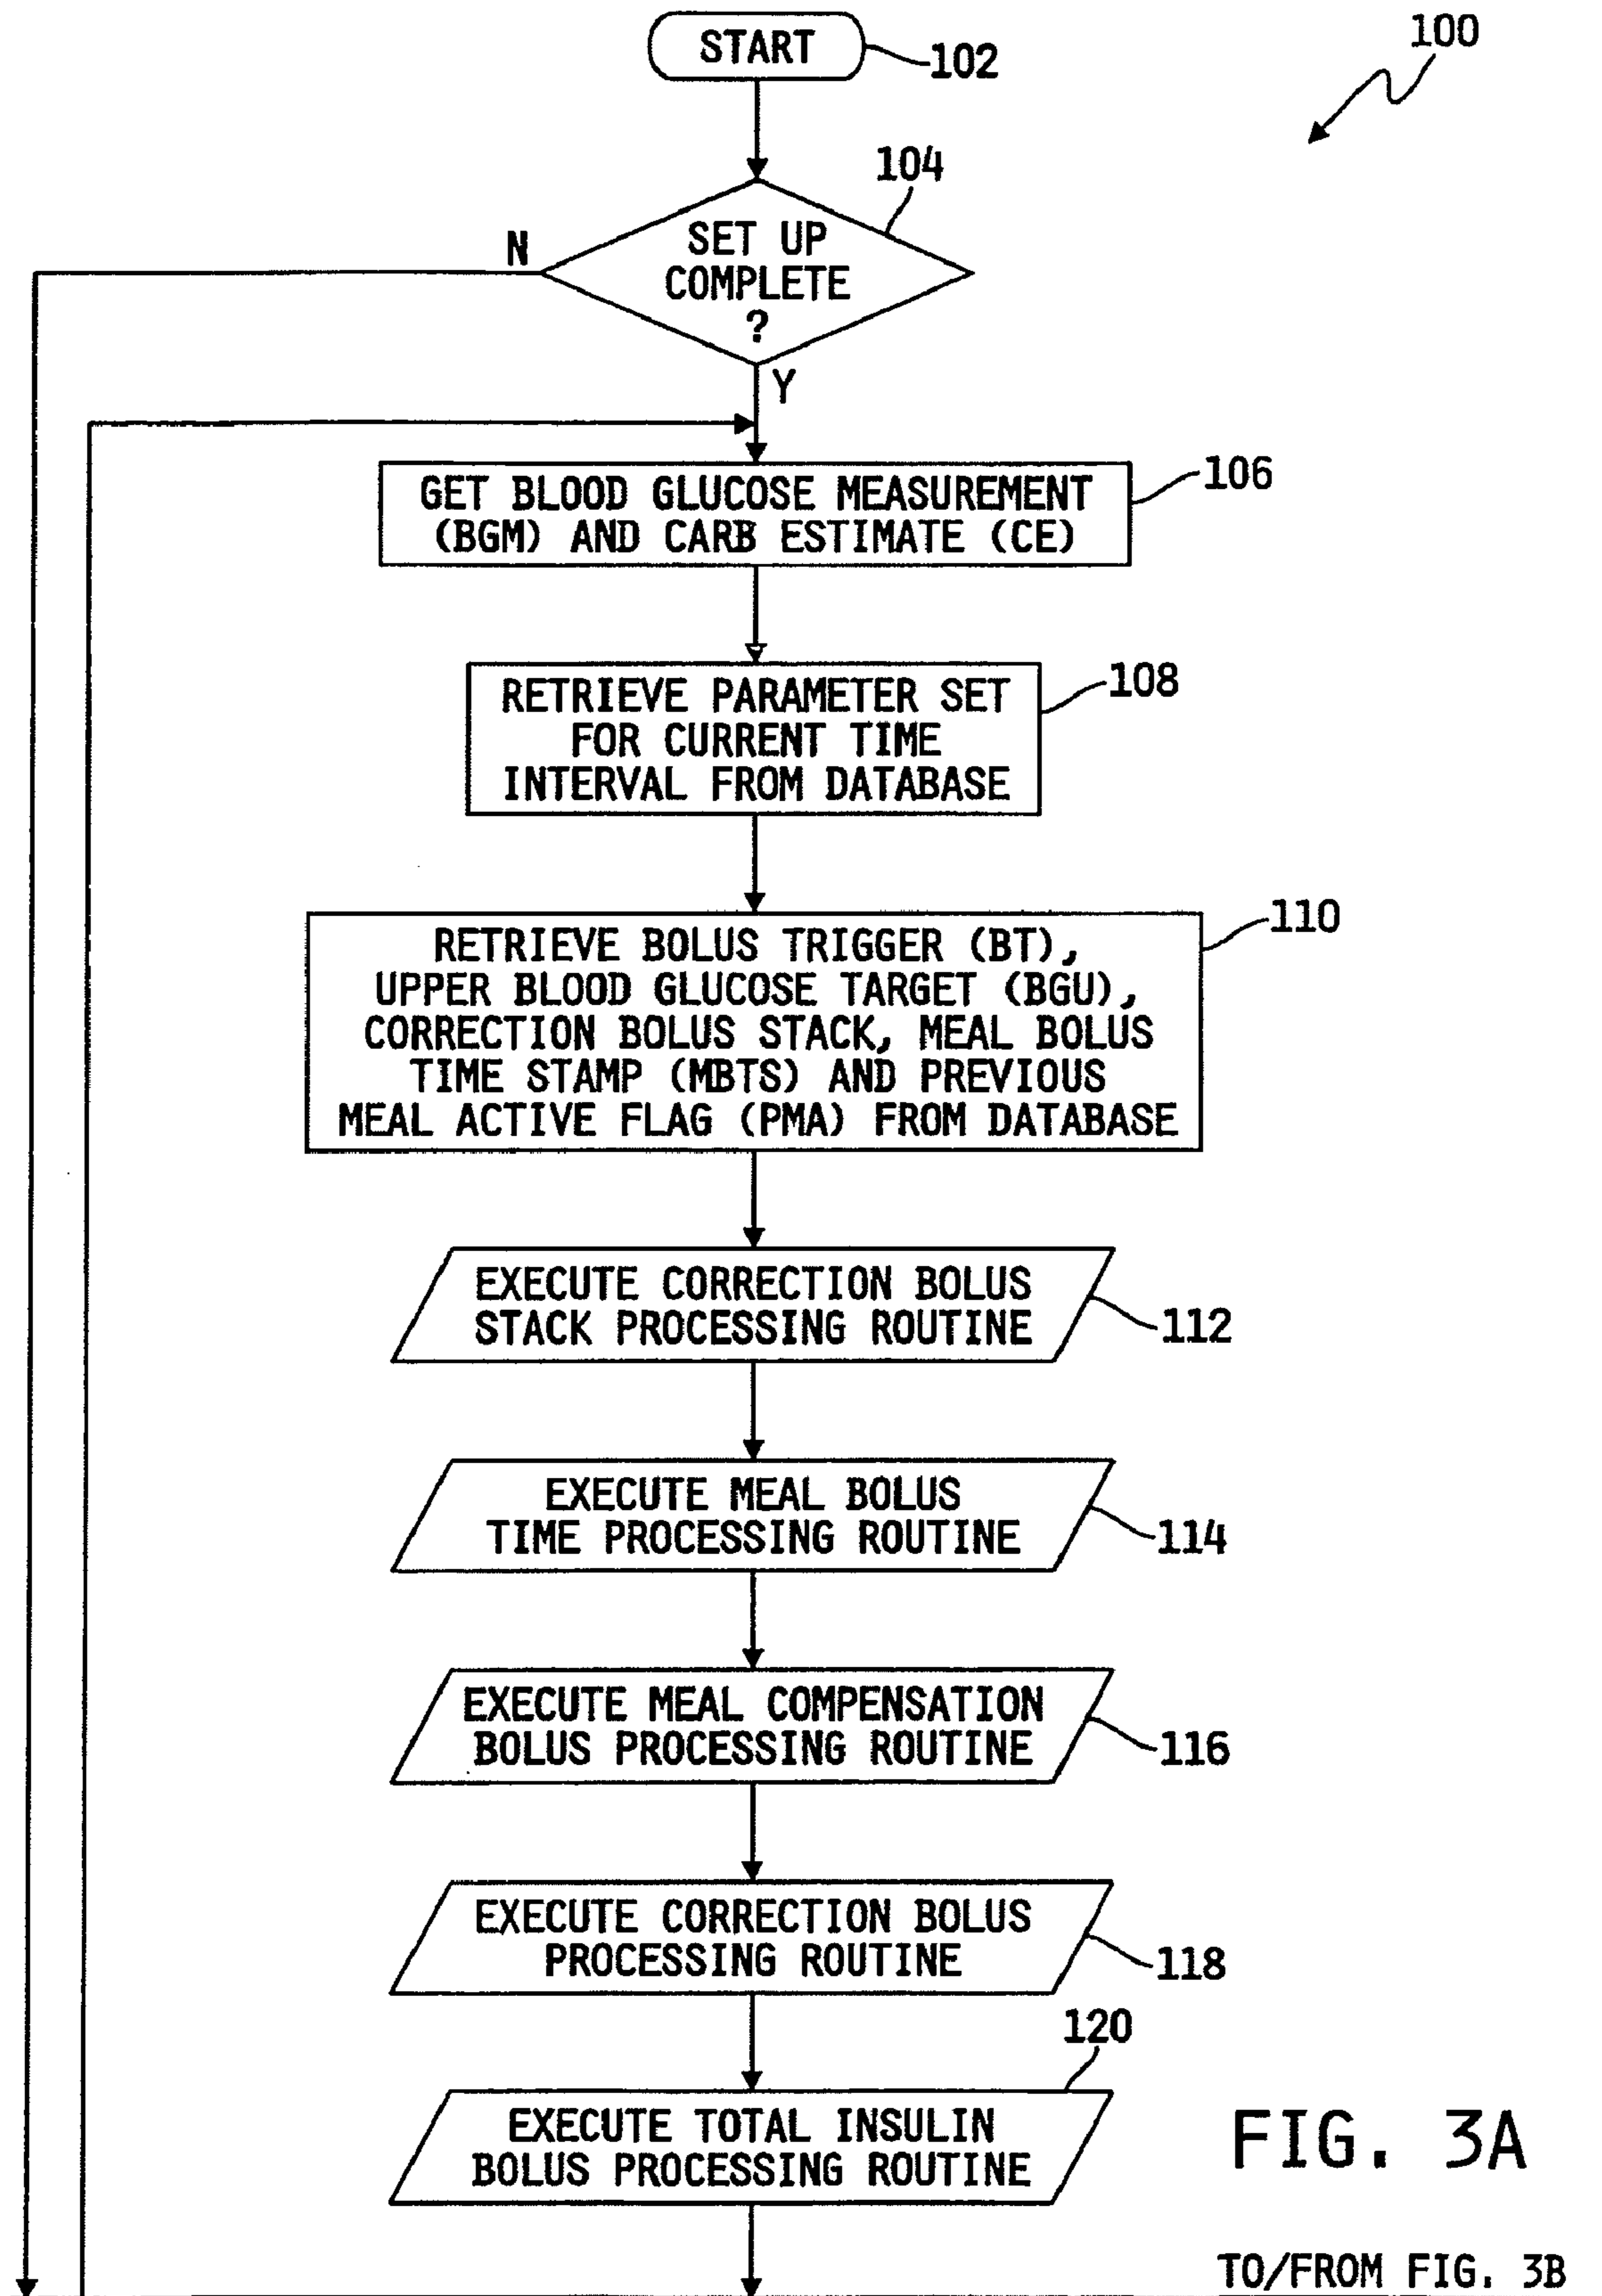 START
102
100
104
N
SET UP
COMPLETE
?
Y
106
GET BLOOD GLUCOSE MEASUREMENT
(BGM) AND CARB ESTIMATE (CE)
108
RETRIEVE PARAMETER SET
FOR CURRENT TIME
INTERVAL FROM DATABASE
110
RETRIEVE BOLUS TRIGGER (BT),
UPPER BLOOD GLUCOSE TARGET (BGU),
CORRECTION BOLUS STACK, MEAL BOLUS
TIME STAMP (MBTS) AND PREVIOUS
MEAL ACTIVE FLAG (PMA) FROM DATABASE
EXECUTE CORRECTION BOLUS
STACK PROCESSING ROUTINE
112
EXECUTE MEAL BOLUS
TIME PROCESSING ROUTINE
114
EXECUTE MEAL COMPENSATION
BOLUS PROCESSING ROUTINE
116
EXECUTE CORRECTION BOLUS
PROCESSING ROUTINE
118
120
EXECUTE TOTAL INSULIN
BOLUS PROCESSING ROUTINE
FIG. 3A
TO/FROM FIG. 3B